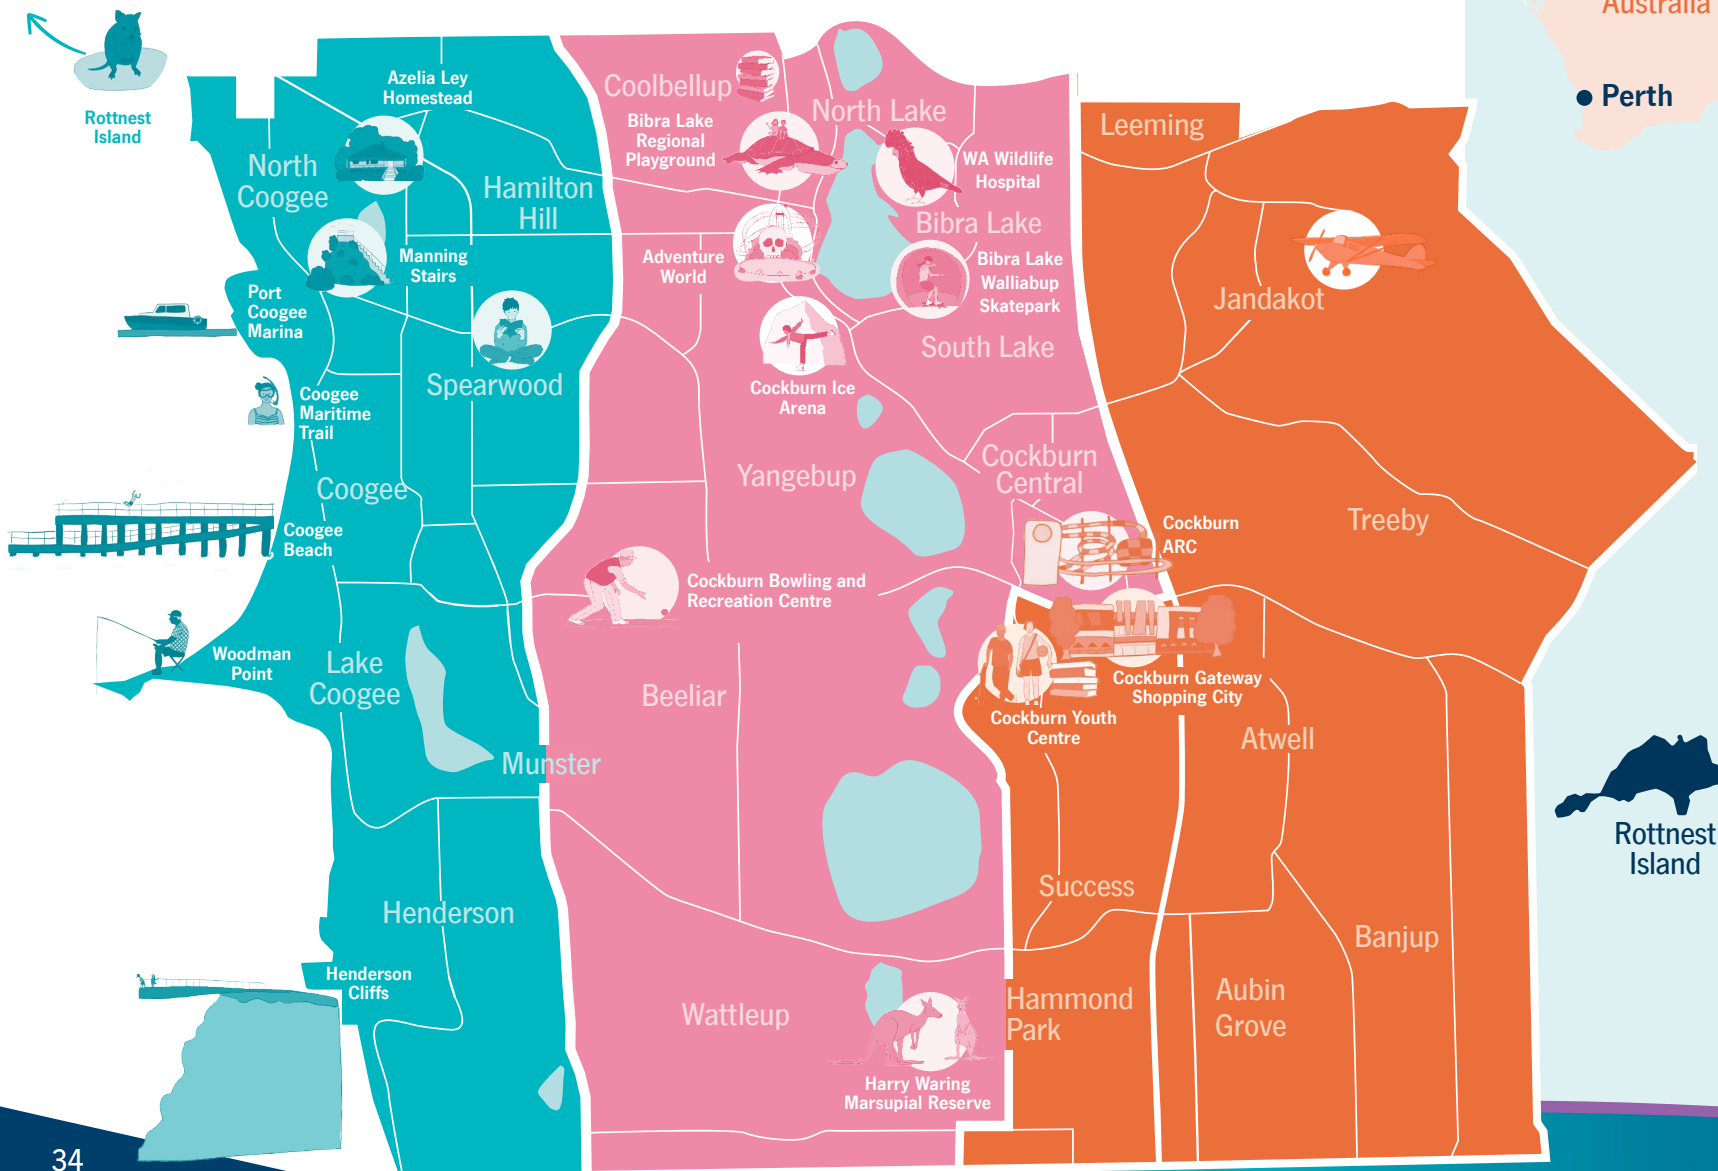 Australia
Perth
Rottnest
Island
Azelia Ley
Homestead
Coolbellup
North Lake
Bibra Lake
Regional
Playground
Leeming
North
Coogee
Hamilton
Hill
WA Wildlife
Hospital
Bibra Lake
Manning
Stairs
Adventure
World
Bibra Lake
Walliabup
Skatepark
Jandakot
Port
Coogee
Marina
South Lake
Spearwood
Cockburn Ice
Arena
Coogee
Maritime
Trail
Coogee
Yangebup
Cockburn
Central
Treeby
Coogee
Beach
Cockburn
ARC
Cockburn Bowling and
Recreation Centre
Woodman
Point
Lake
Coogee
Beeliar
Cockburn Gateway
Shopping City
Cockburn Youth
Centre
Atwell
Munster
Rottnest
Island
Success
Henderson
Banjup
Henderson
Cliffs
Wattleup
Hammond
Park
Aubin
Grove
Harry Waring
Marsupial Reserve
34